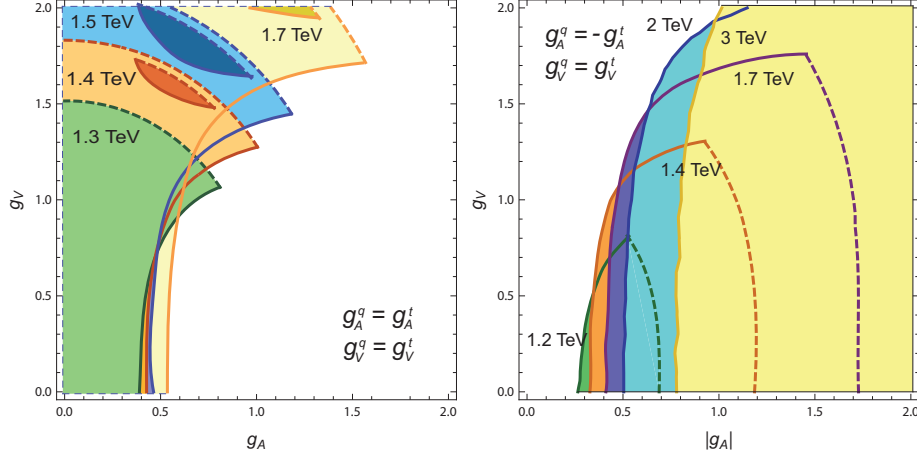 2.0
1.5
1.0
0.5
0.0
g_V
1.5 TeV
1.4 TeV
1.3 TeV
1.7 TeV
g_A^q = g_A^t
g_V^q = g_V^t
0.0 0.5 1.0 1.5 2.0
g_A
2.0
1.5
1.0
0.5
0.0
g_V
g_A^q = -g_A^t
g_V^q = g_V^t
2 TeV
3 TeV
1.7 TeV
1.4 TeV
1.2 TeV
0.0 0.5 1.0 1.5 2.0
|g_A|